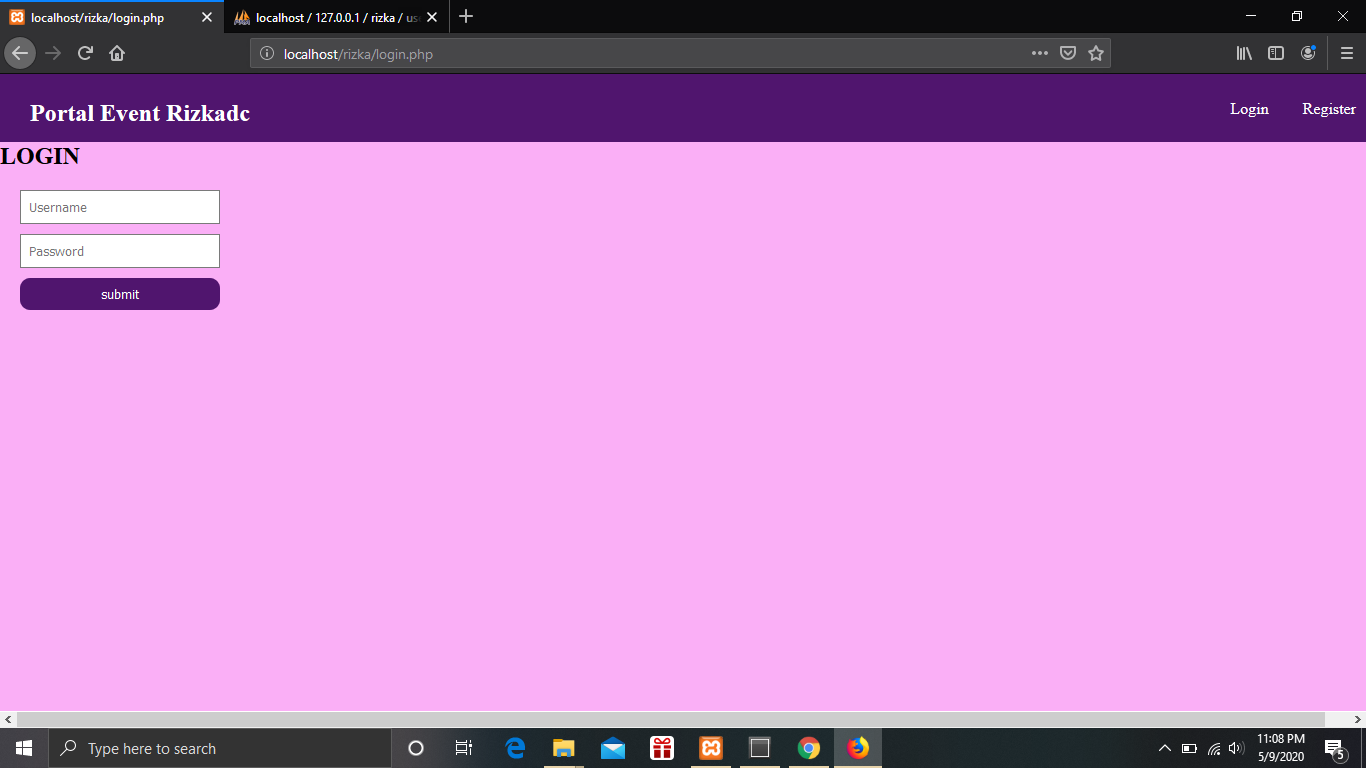 localhost/rizka/login.php
localhost / 127.0.0.1 / rizka / us
localhost/rizka/login.php
Portal Event Rizkadc
Login
Register
LOGIN
Username
Password
submit
Type here to search
11:08 PM
5/9/2020
5